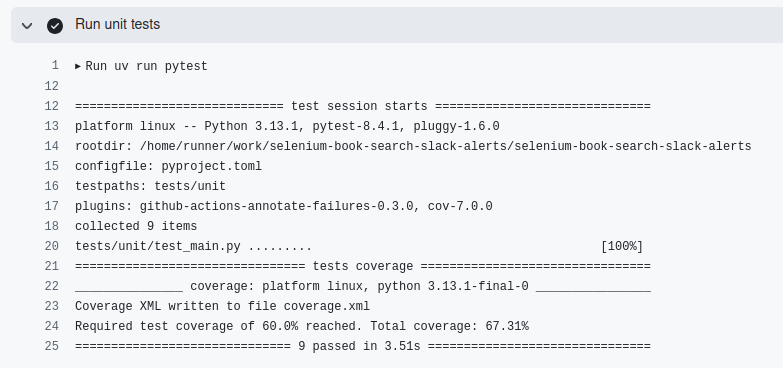 Run unit tests
1 ▸ Run uv run pytest
12
12 ============================= test session starts ==============================
13 platform linux -- Python 3.13.1, pytest-8.4.1, pluggy-1.6.0
14 rootdir: /home/runner/work/selenium-book-search-slack-alerts/selenium-book-search-slack-alerts
15 configfile: pyproject.toml
16 testpaths: tests/unit
17 plugins: github-actions-annotate-failures-0.3.0, cov-7.0.0
18 collected 9 items
20 tests/unit/test_main.py ......... [100%]
21 ================================ tests coverage ================================
22 _______________ coverage: platform linux, python 3.13.1-final-0 ________________
23 Coverage XML written to file coverage.xml
24 Required test coverage of 60.0% reached. Total coverage: 67.31%
25 ============================== 9 passed in 3.51s ===============================